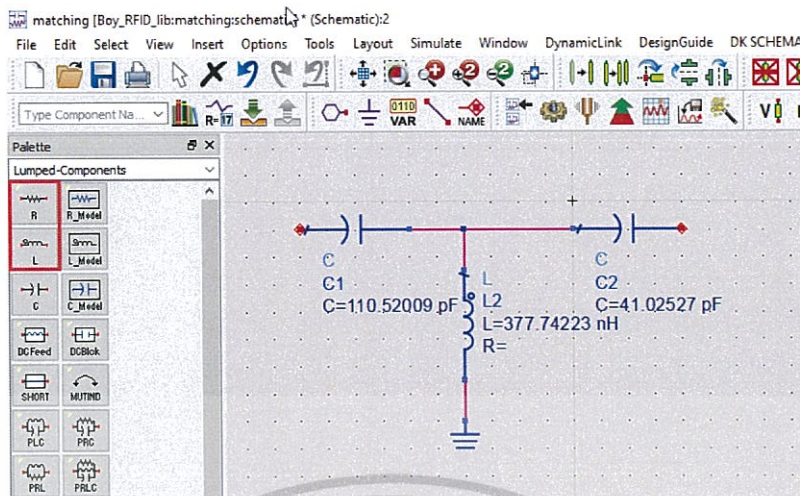 matching [Boy_RFID_lib:matching:schematic] * (Schematic):2
File Edit Select View Insert Options Tools Layout Simulate Window DynamicLink DesignGuide DK SCHEMA
Type Component Na... R=17 0110 VAR NAME V
Palette
Lumped-Components
R R_Model
L L_Model
C C_Model
DCFeed DCBlok
SHORT MUTIND
PLC PRC
PRL PRLC
C
C1
C=110.52009 pF
L
L2
L=377.74223 nH
R=
C
C2
C=41.02527 pF